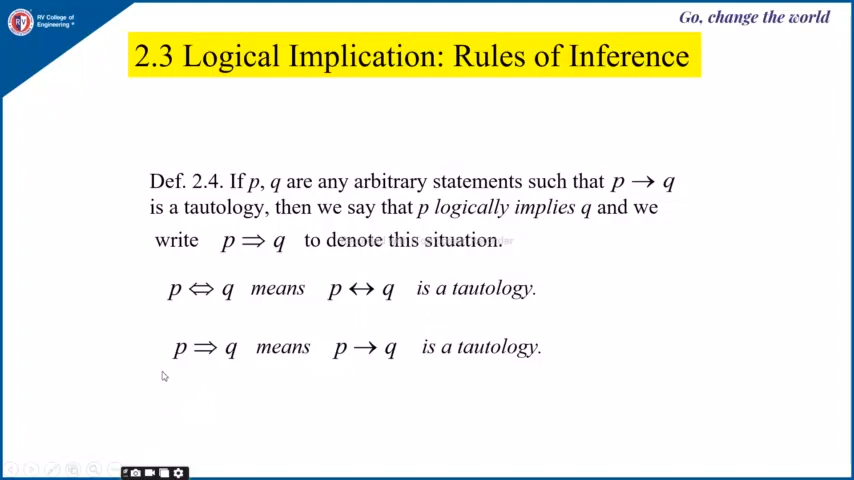 RV College of
Engineering
Go, change the world
2.3 Logical Implication: Rules of Inference
Def. 2.4. If p, q are any arbitrary statements such that p → q
is a tautology, then we say that p logically implies q and we
write p ⇒ q to denote this situation.
p ⇔ q means p ↔ q is a tautology.
p ⇒ q means p → q is a tautology.